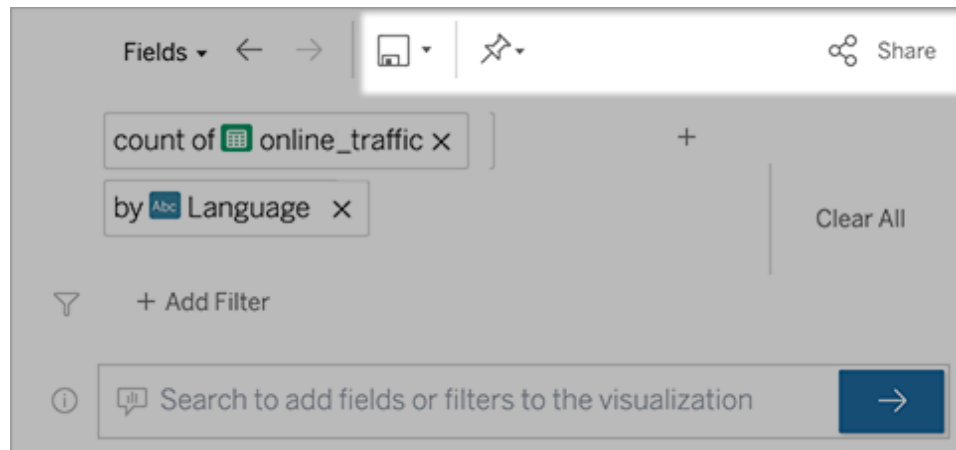 Fields
Share
count of online_traffic
by Abc Language
Clear All
+ Add Filter
Search to add fields or filters to the visualization